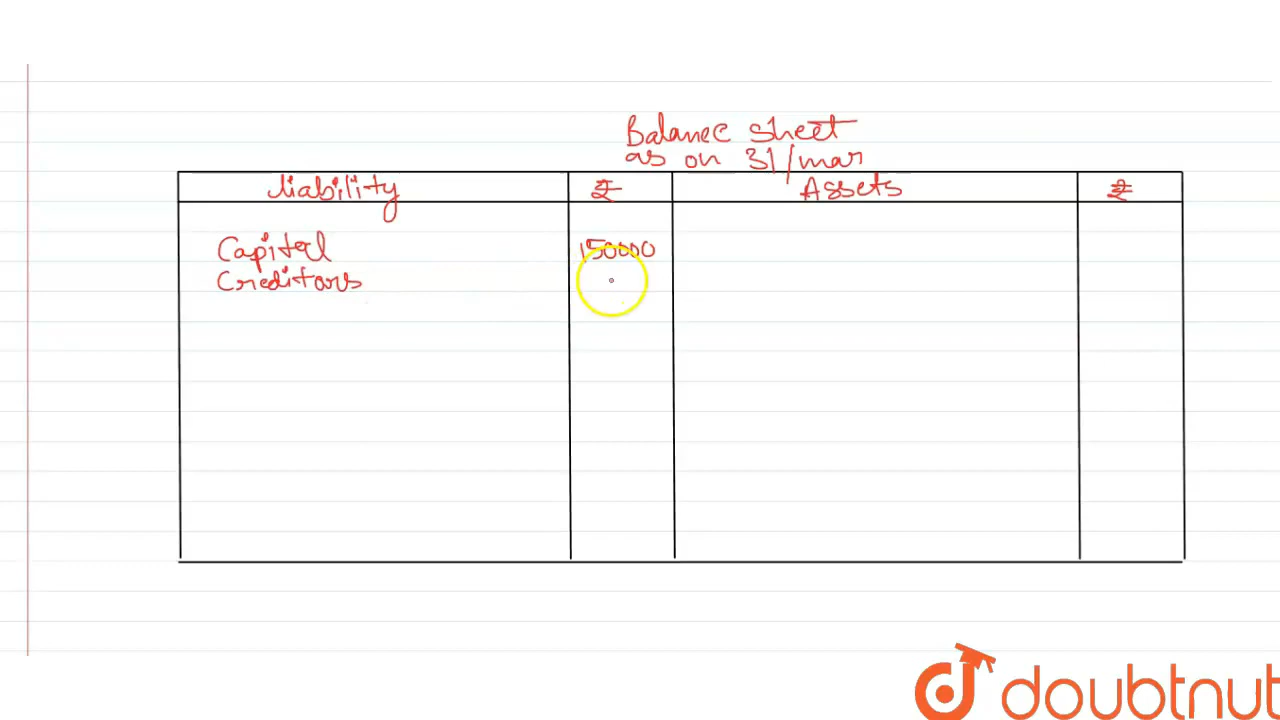 Balance sheet
as on 31/mar
liability ₹ Assets ₹
Capital 150000
Creditors
doubtnut